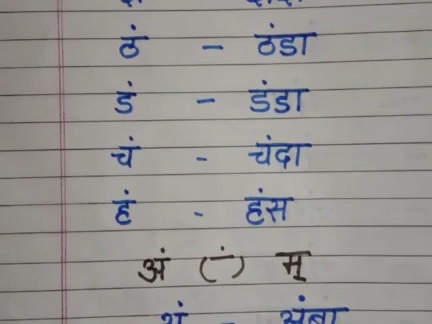 ठं - ठंडा
डं - डंडा
चं - चंदा
हं - हंस
अं (ं) म्